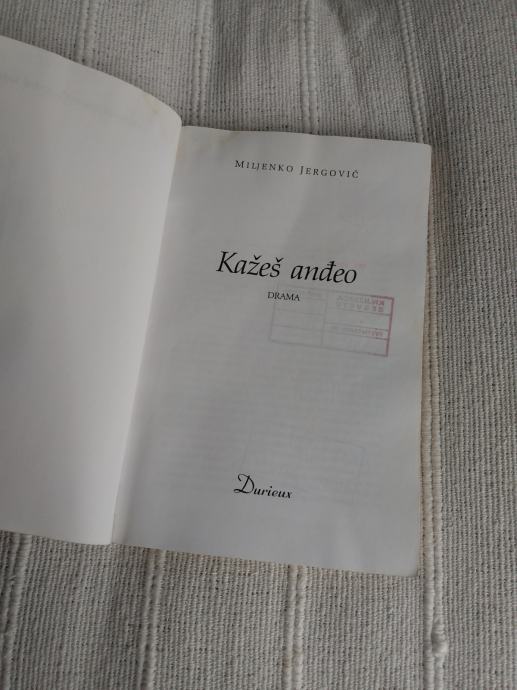 MILJENKO JERGOVIĆ
Kažeš anđeo
DRAMA
Durieux